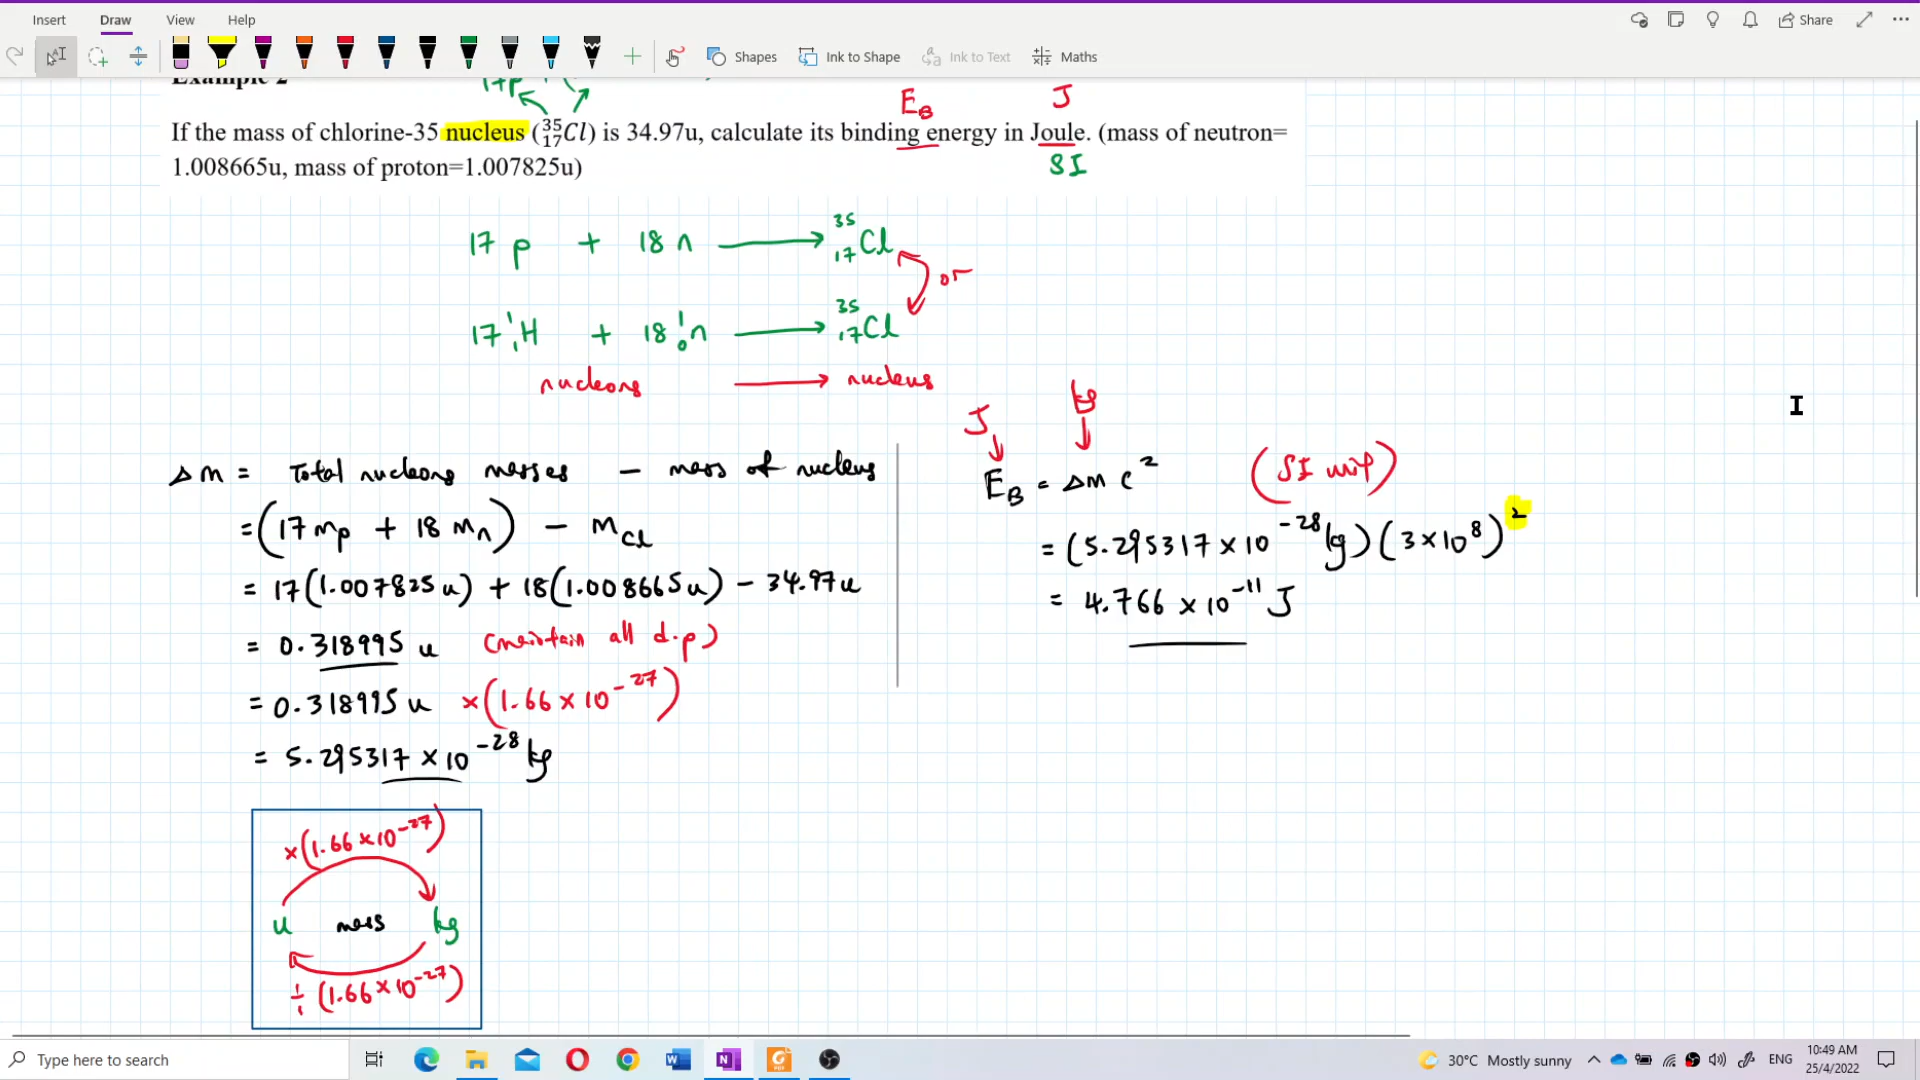 Insert Draw View Help
Share
Shapes Ink to Shape Ink to Text Maths
Example 2
17p
E_B J
If the mass of chlorine-35 nucleus (³⁵₁₇Cl) is 34.97u, calculate its binding energy in Joule. (mass of neutron=
1.008665u, mass of proton=1.007825u)
SI
17 p + 18 n ⟶ ³⁵₁₇Cl
or
17 ¹₁H + 18 ¹₀n ⟶ ³⁵₁₇Cl
nucleons ⟶ nucleus
Δm = Total nucleons masses − mass of nucleus
= (17 m_p + 18 m_n) − m_Cl
= 17(1.007825u) + 18(1.008665u) − 34.97u
= 0.318995 u (maintain all d.p)
= 0.318995 u ×(1.66 × 10⁻²⁷)
= 5.295317 × 10⁻²⁸ kg
×(1.66 × 10⁻²⁷)
u mass kg
÷ (1.66 × 10⁻²⁷)
J kg
E_B = Δm c² (SI unit)
= (5.295317 × 10⁻²⁸ kg)(3 × 10⁸)²
= 4.766 × 10⁻¹¹ J
Type here to search
30°C Mostly sunny
ENG
10:49 AM
25/4/2022